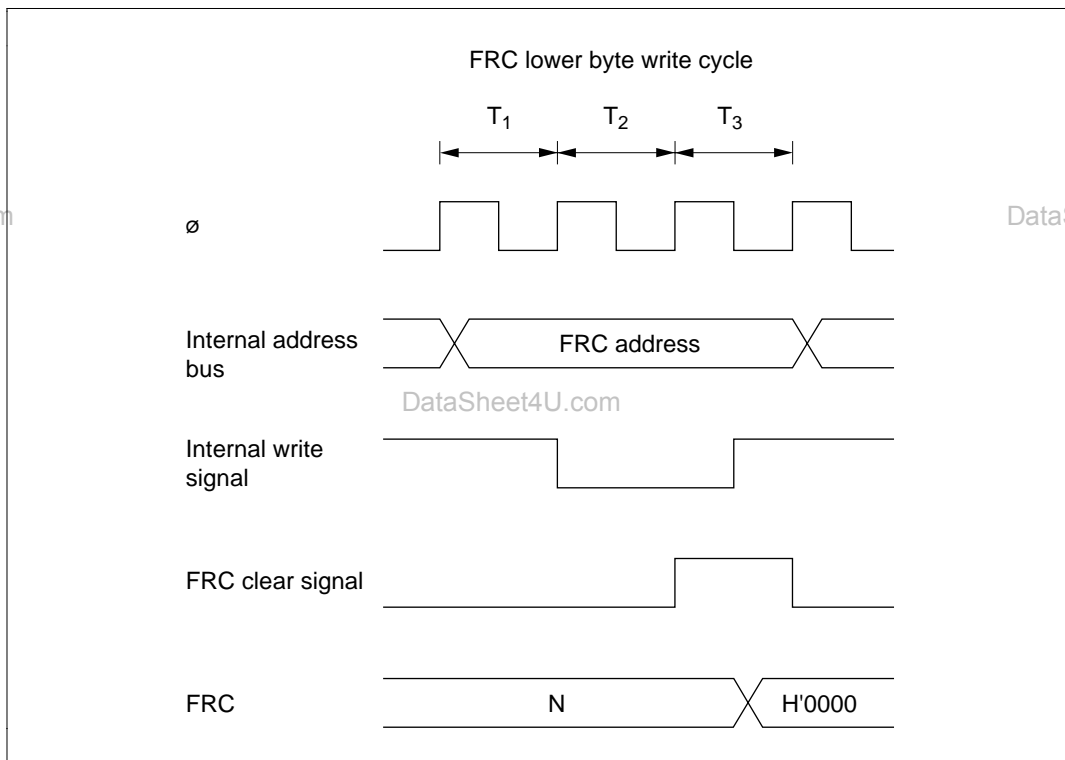 FRC lower byte write cycle
T₁ T₂ T₃
ø
Internal address
bus
FRC address
DataSheet4U.com
Internal write
signal
FRC clear signal
FRC
N
H'0000
m
DataS